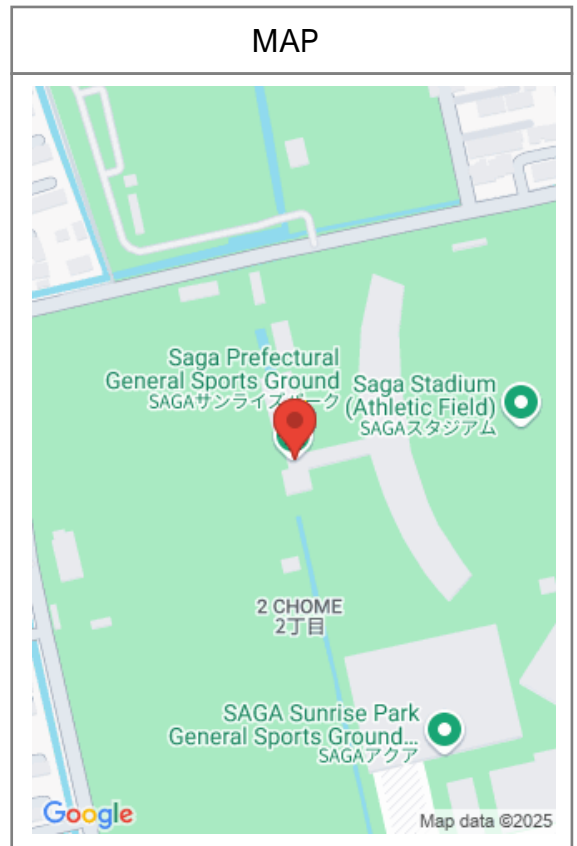 MAP
Saga Prefectural
General Sports Ground
SAGAサンライズパーク
Saga Stadium
(Athletic Field)
SAGAスタジアム
2 CHOME
2丁目
SAGA Sunrise Park
General Sports Ground...
SAGAアクア
Google
Map data ©2025